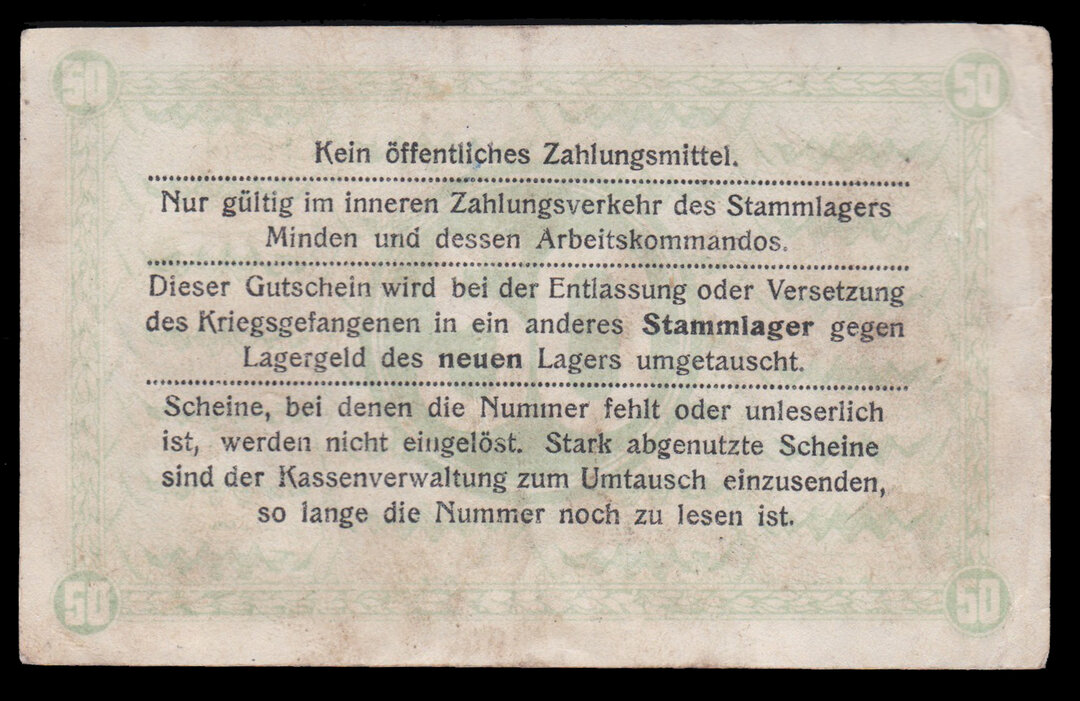 50 50
Kein öffentliches Zahlungsmittel.
Nur gültig im inneren Zahlungsverkehr des Stammlagers
Minden und dessen Arbeitskommandos.
Dieser Gutschein wird bei der Entlassung oder Versetzung
des Kriegsgefangenen in ein anderes Stammlager gegen
Lagergeld des neuen Lagers umgetauscht.
Scheine, bei denen die Nummer fehlt oder unleserlich
ist, werden nicht eingelöst. Stark abgenutzte Scheine
sind der Kassenverwaltung zum Umtausch einzusenden,
so lange die Nummer noch zu lesen ist.
50 50